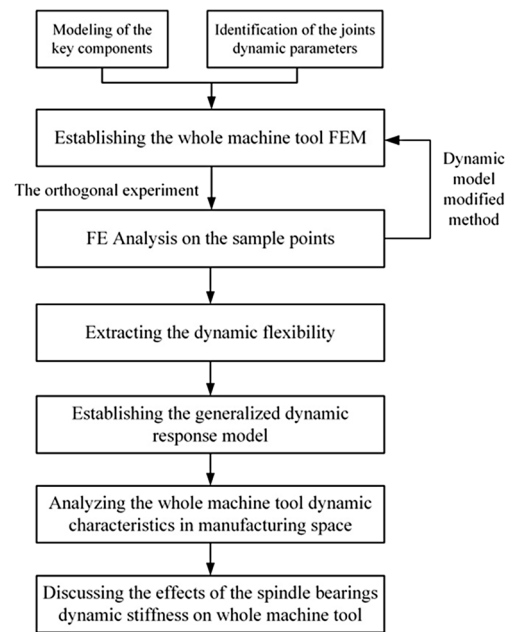 Modeling of the
key components
Identification of the joints
dynamic parameters
Establishing the whole machine tool FEM
The orthogonal experiment
Dynamic
model
modified
method
FE Analysis on the sample points
Extracting the dynamic flexibility
Establishing the generalized dynamic
response model
Analyzing the whole machine tool dynamic
characteristics in manufacturing space
Discussing the effects of the spindle bearings
dynamic stiffness on whole machine tool